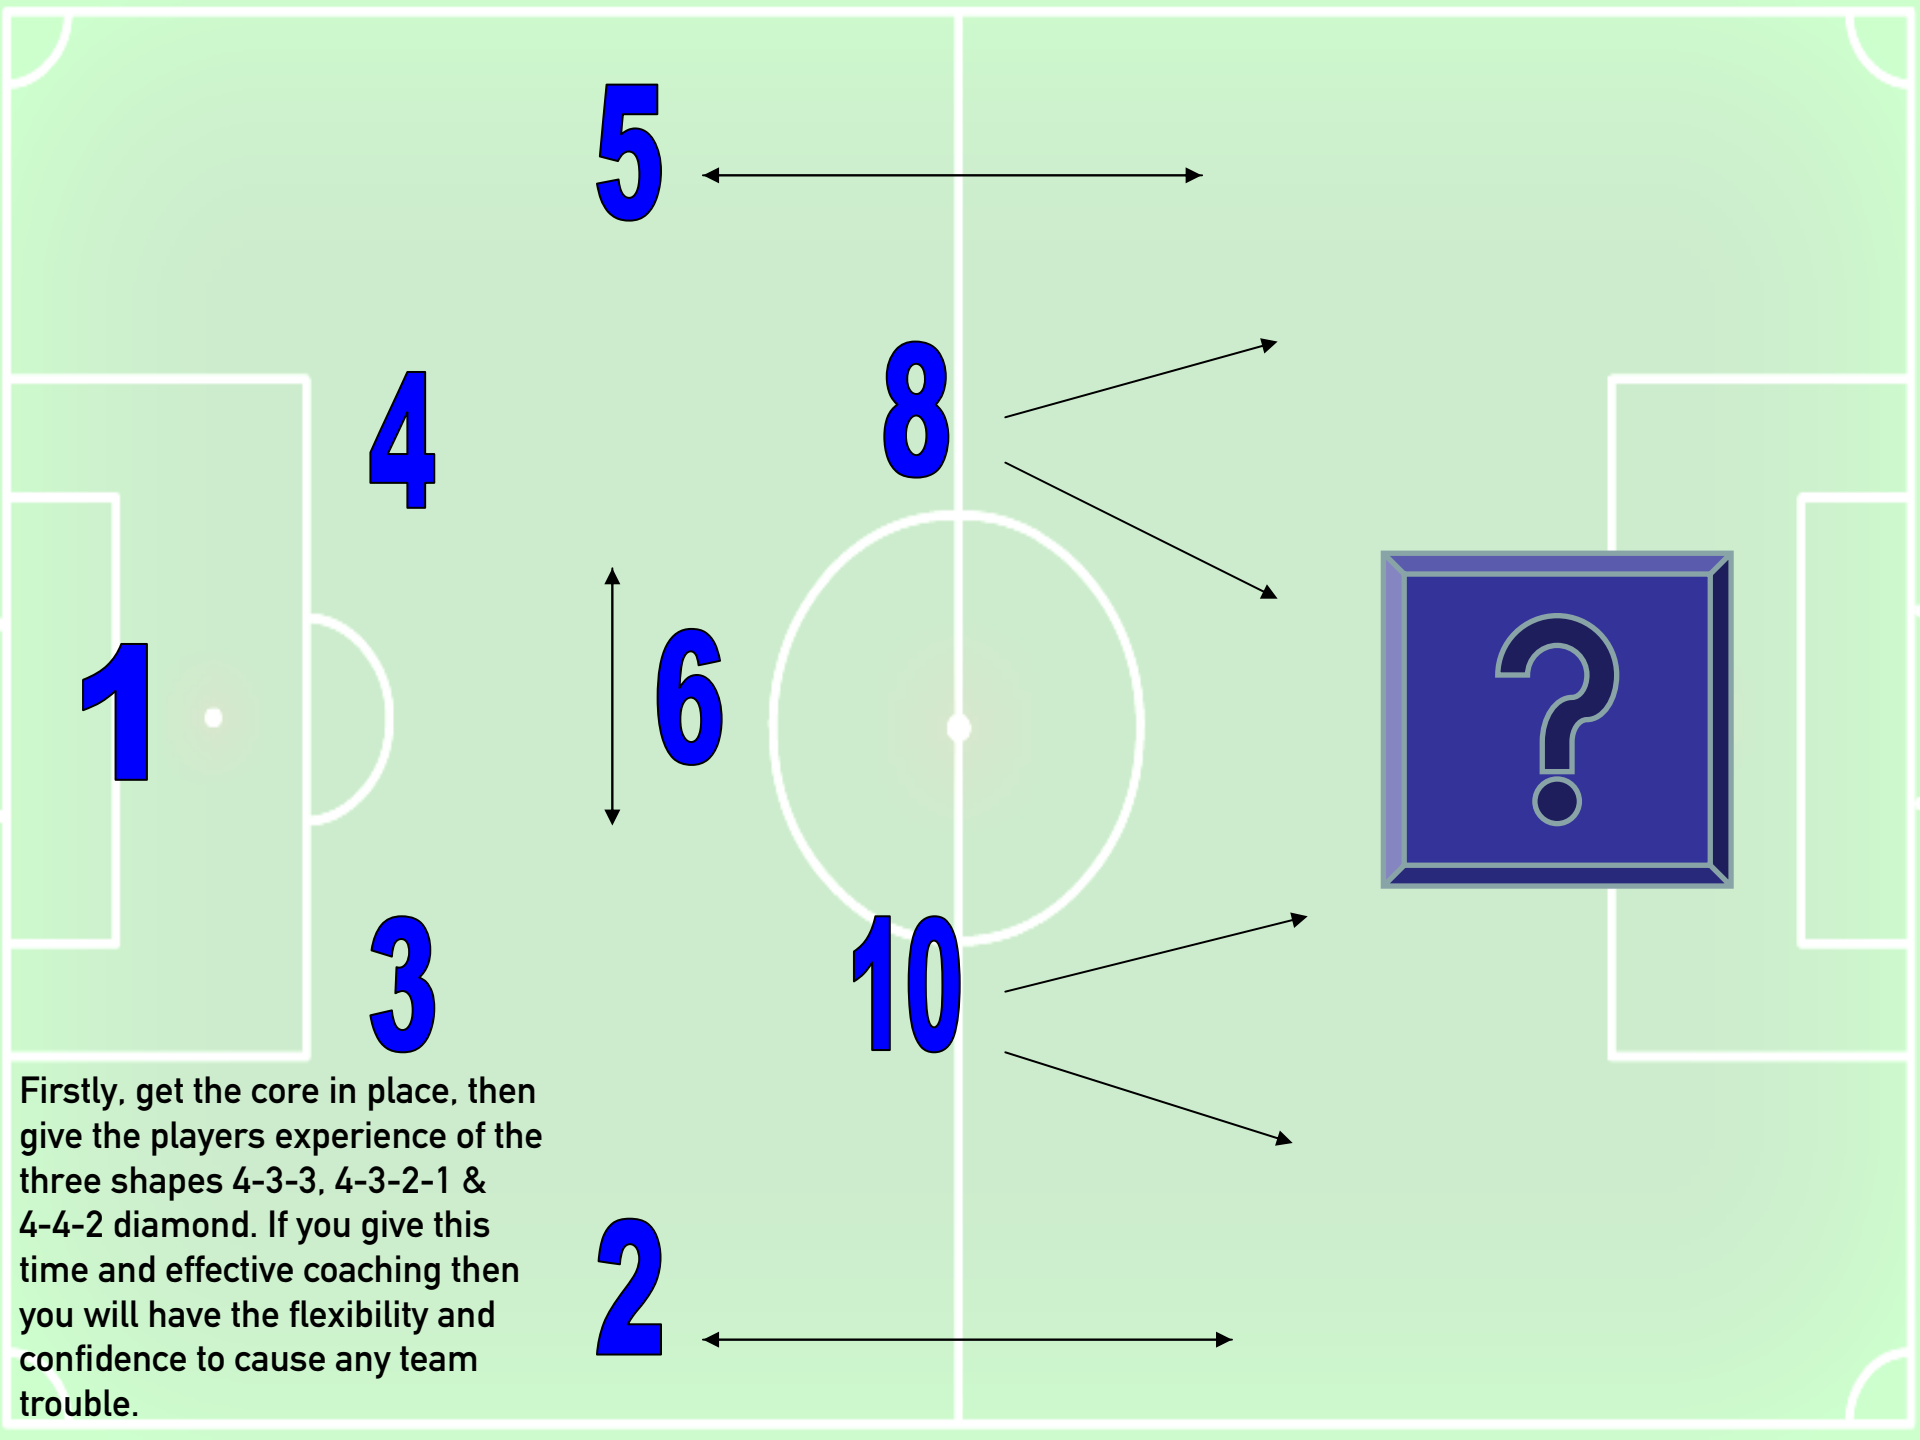 5
8
4
6
?
1
3
10
Firstly, get the core in place, then
give the players experience of the
three shapes 4-3-3, 4-3-2-1 &
4-4-2 diamond. If you give this
time and effective coaching then
you will have the flexibility and
confidence to cause any team
trouble.
2